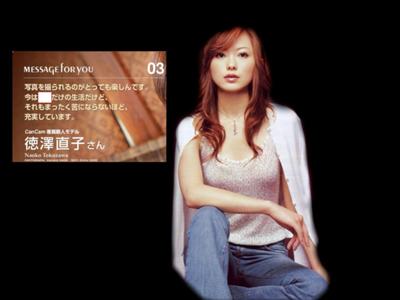 MESSAGE for YOU
03
写真を撮られるのがとっても楽しんです。
今は だけの生活だけど、
それもまったく苦にならないほど、
充実しています。
CanCam 専属新人モデル
徳澤直子さん
Naoko Tokuzawa